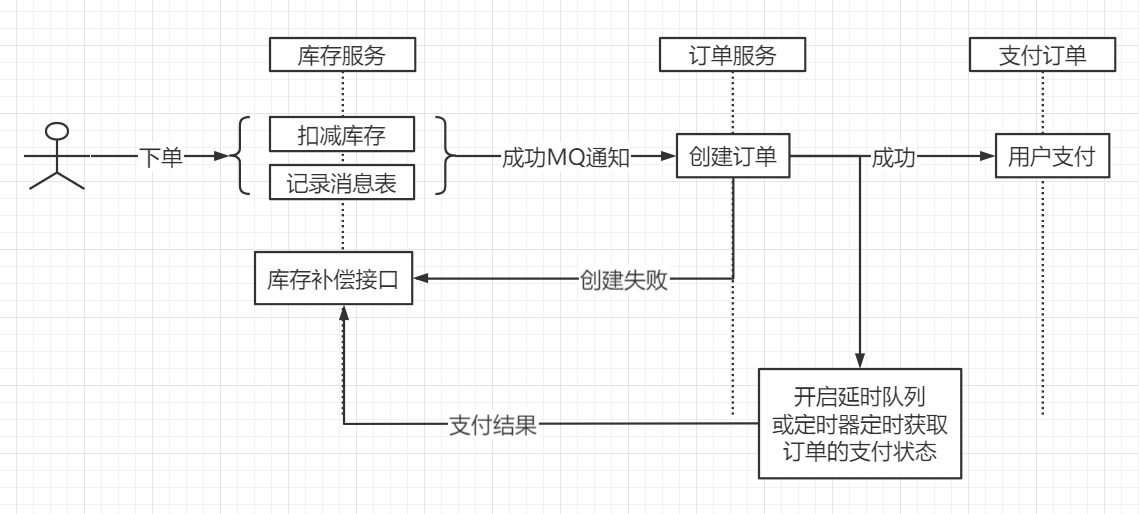 库存服务
订单服务
支付订单
下单
扣减库存
记录消息表
成功MQ通知
创建订单
成功
用户支付
库存补偿接口
创建失败
开启延时队列
或定时器定时获取
订单的支付状态
支付结果